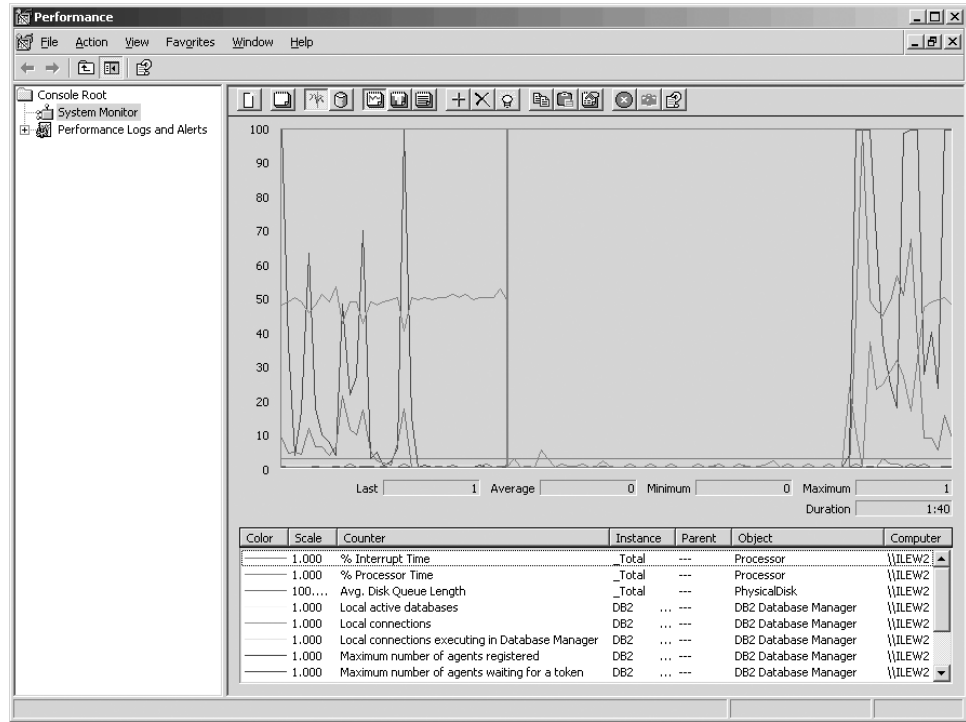 Performance
File Action View Favorites Window Help
Console Root
System Monitor
Performance Logs and Alerts
100
90
80
70
60
50
40
30
20
10
0
Last 1 Average 0 Minimum 0 Maximum 1
Duration 1:40
Color Scale Counter Instance Parent Object Computer
1.000 % Interrupt Time _Total --- Processor \\ILEW2
1.000 % Processor Time _Total --- Processor \\ILEW2
100.... Avg. Disk Queue Length _Total --- PhysicalDisk \\ILEW2
1.000 Local active databases DB2 ... --- DB2 Database Manager \\ILEW2
1.000 Local connections DB2 ... --- DB2 Database Manager \\ILEW2
1.000 Local connections executing in Database Manager DB2 ... --- DB2 Database Manager \\ILEW2
1.000 Maximum number of agents registered DB2 ... --- DB2 Database Manager \\ILEW2
1.000 Maximum number of agents waiting for a token DB2 ... --- DB2 Database Manager \\ILEW2